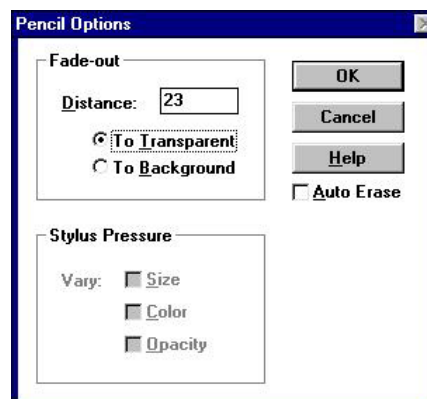 Pencil Options
Fade-out
Distance: 23
To Transparent
To Background
OK
Cancel
Help
Auto Erase
Stylus Pressure
Vary: Size
Color
Opacity